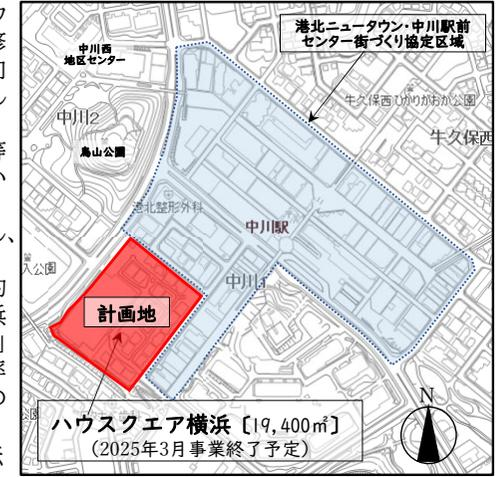 港北ニュータウン・中川駅前
センター街づくり協定区域
中川西
地区センター
牛久保西ひかりがおか公園
中川2
牛久保西
烏山公園
港北整形外科
中川駅
入公園
中川1
計画地
N
ハウスクエア横浜〔19,400㎡〕
(2025年3月事業終了予定)